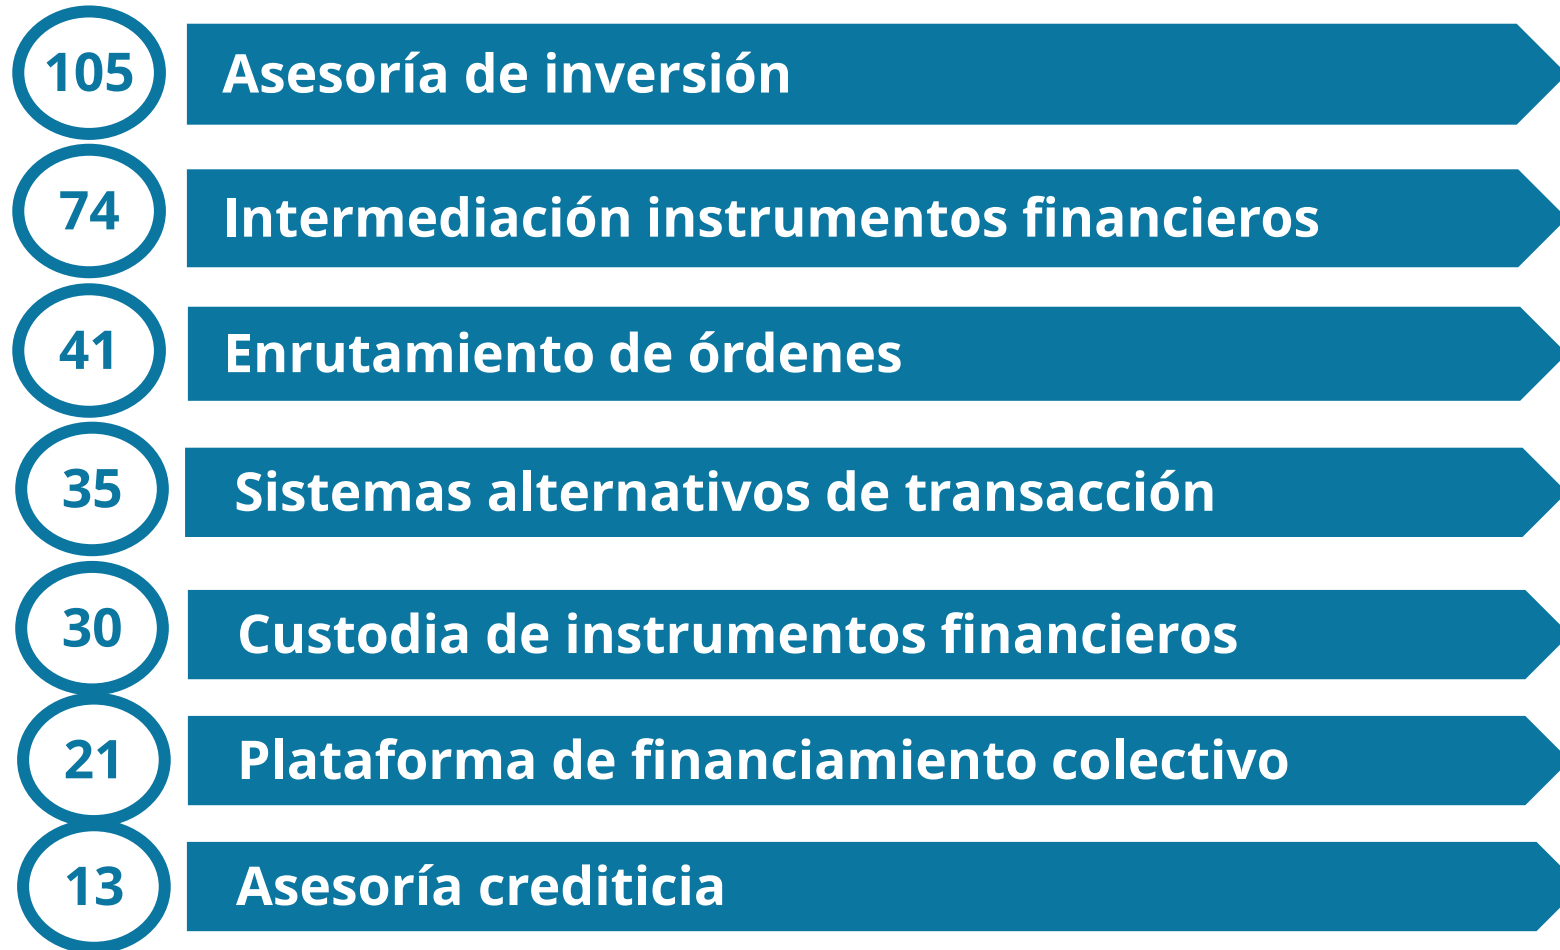 105 Asesoría de inversión
74 Intermediación instrumentos financieros
41 Enrutamiento de órdenes
35 Sistemas alternativos de transacción
30 Custodia de instrumentos financieros
21 Plataforma de financiamiento colectivo
13 Asesoría crediticia